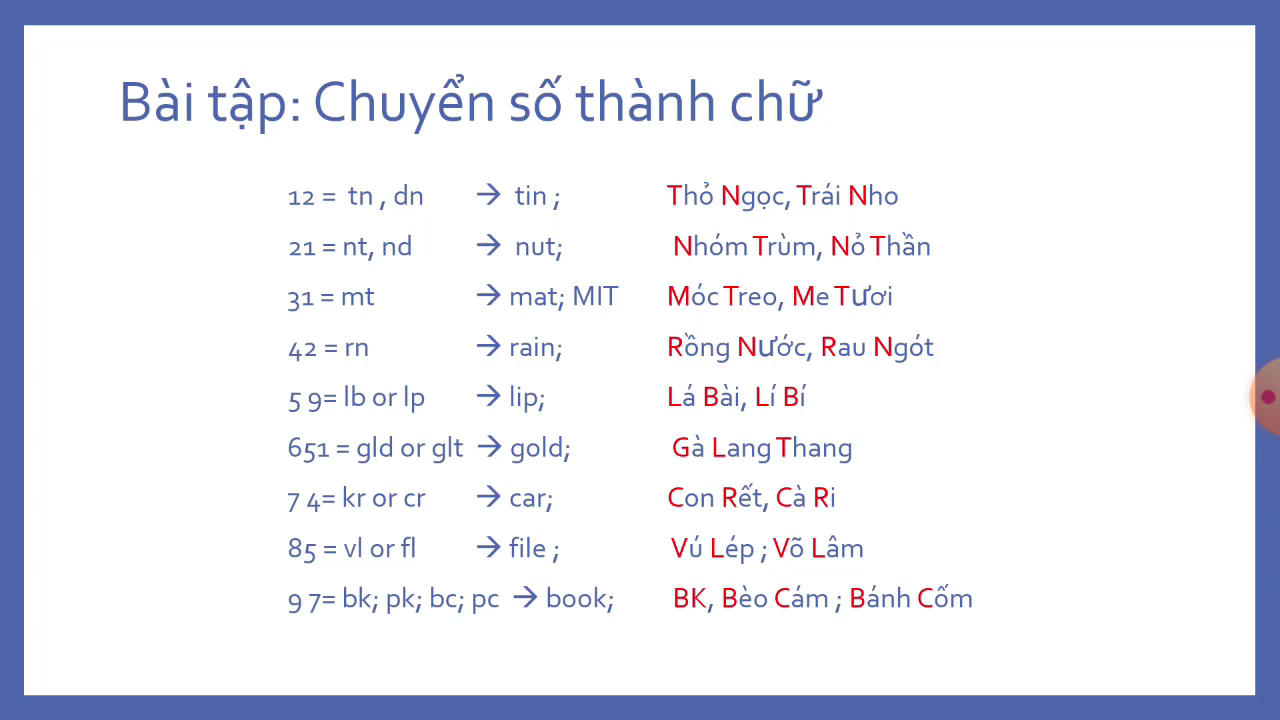 Bài tập: Chuyển số thành chữ
12 = tn , dn → tin ; Thỏ Ngọc, Trái Nho
21 = nt, nd → nut; Nhóm Trùm, Nỏ Thần
31 = mt → mat; MIT Móc Treo, Me Tươi
42 = rn → rain; Rồng Nước, Rau Ngót
5 9= lb or lp → lip; Lá Bài, Lí Bí
651 = gld or glt → gold; Gà Lang Thang
7 4= kr or cr → car; Con Rết, Cà Ri
85 = vl or fl → file ; Vú Lép ; Võ Lâm
9 7= bk; pk; bc; pc → book; BK, Bèo Cám ; Bánh Cốm